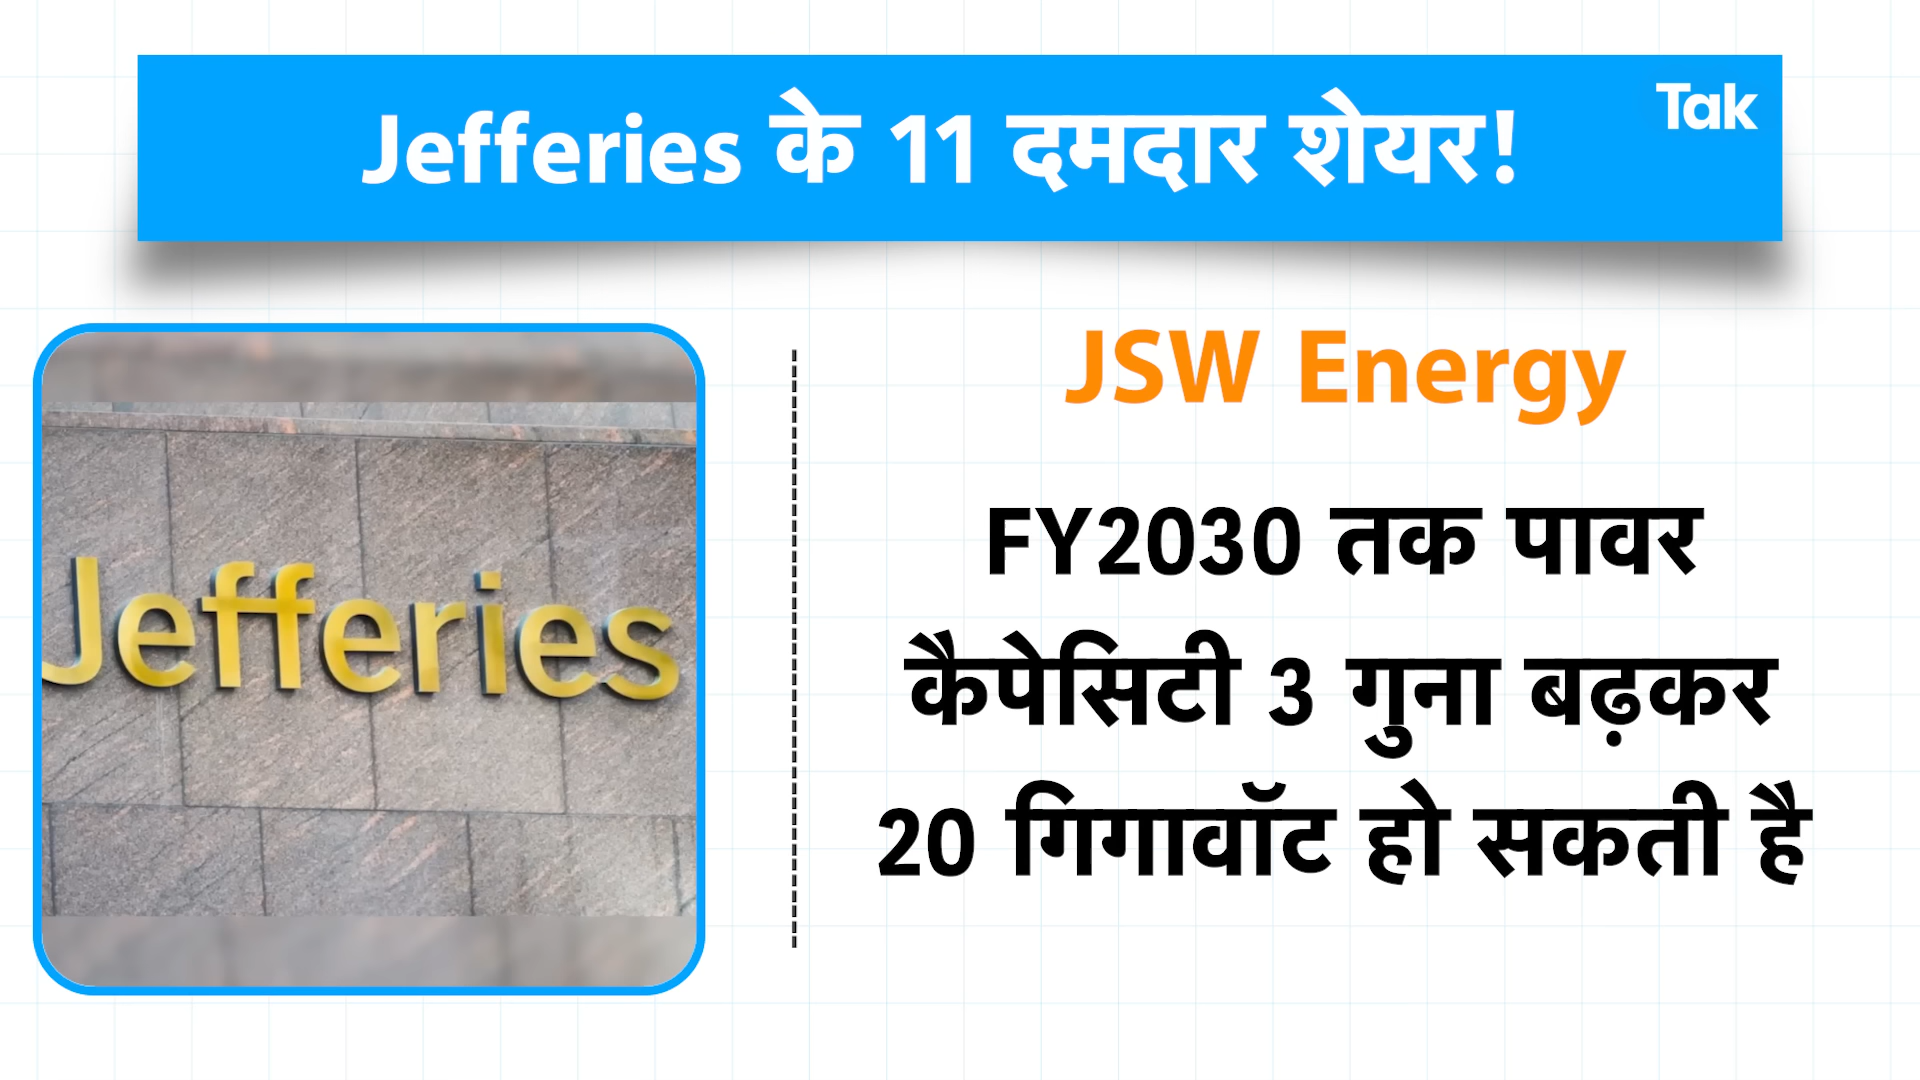 Jefferies के 11 दमदार शेयर!
Tak
Jefferies
JSW Energy
FY2030 तक पावर
कैपेसिटी 3 गुना बढ़कर
20 गिगावॉट हो सकती है